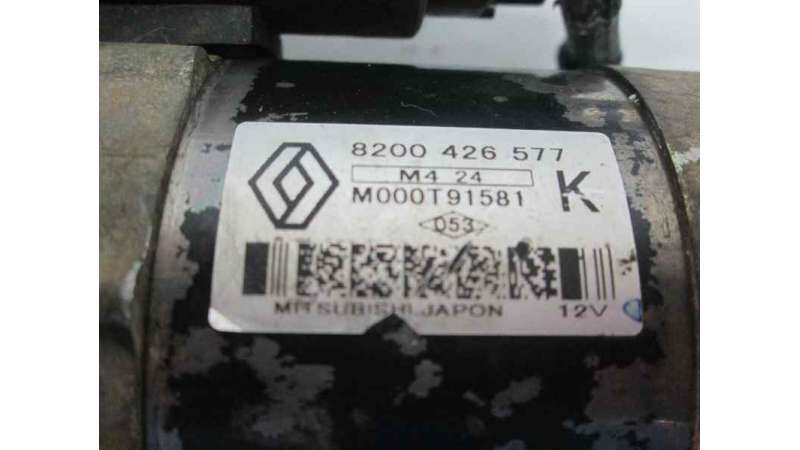 8200 426 577
M4 24
M000T91581 K
D53
MITSUBISHI JAPON 12V